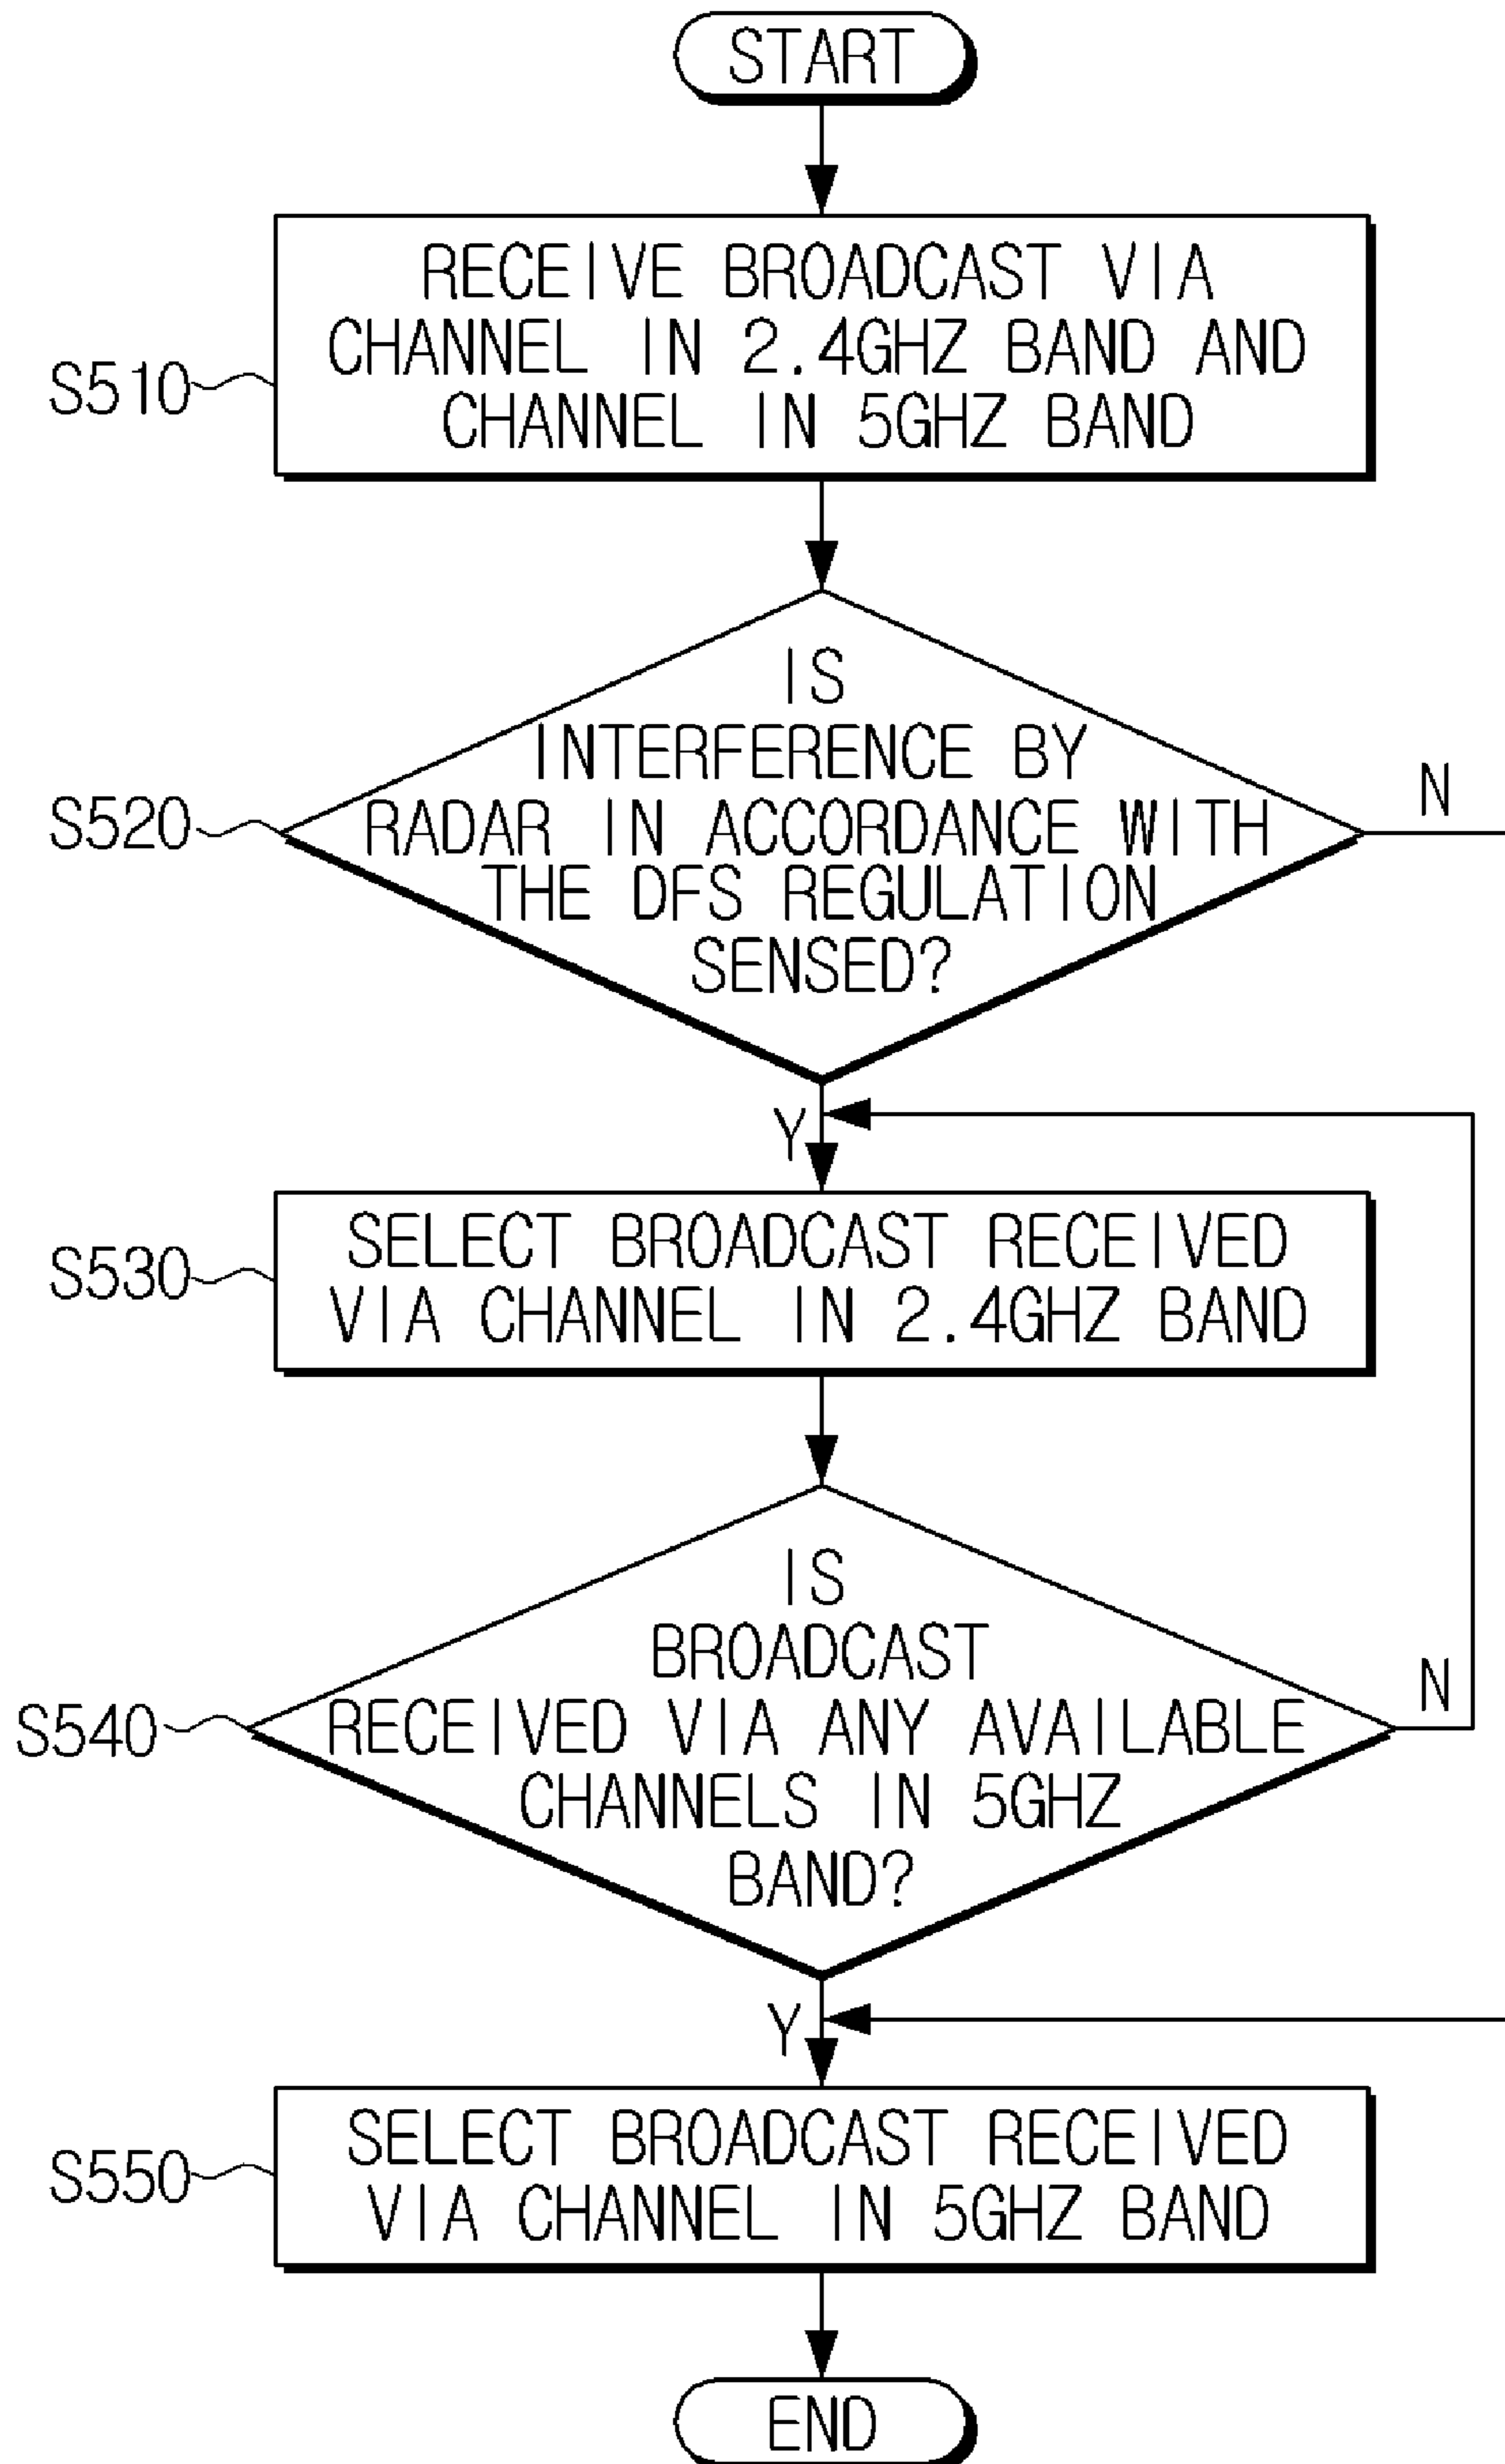 START
RECEIVE BROADCAST VIA
CHANNEL IN 2.4GHZ BAND AND
CHANNEL IN 5GHZ BAND
S510
IS
INTERFERENCE BY
RADAR IN ACCORDANCE WITH
THE DFS REGULATION
SENSED?
S520
N
Y
SELECT BROADCAST RECEIVED
VIA CHANNEL IN 2.4GHZ BAND
S530
IS
BROADCAST
RECEIVED VIA ANY AVAILABLE
CHANNELS IN 5GHZ
BAND?
S540
N
Y
SELECT BROADCAST RECEIVED
VIA CHANNEL IN 5GHZ BAND
S550
END